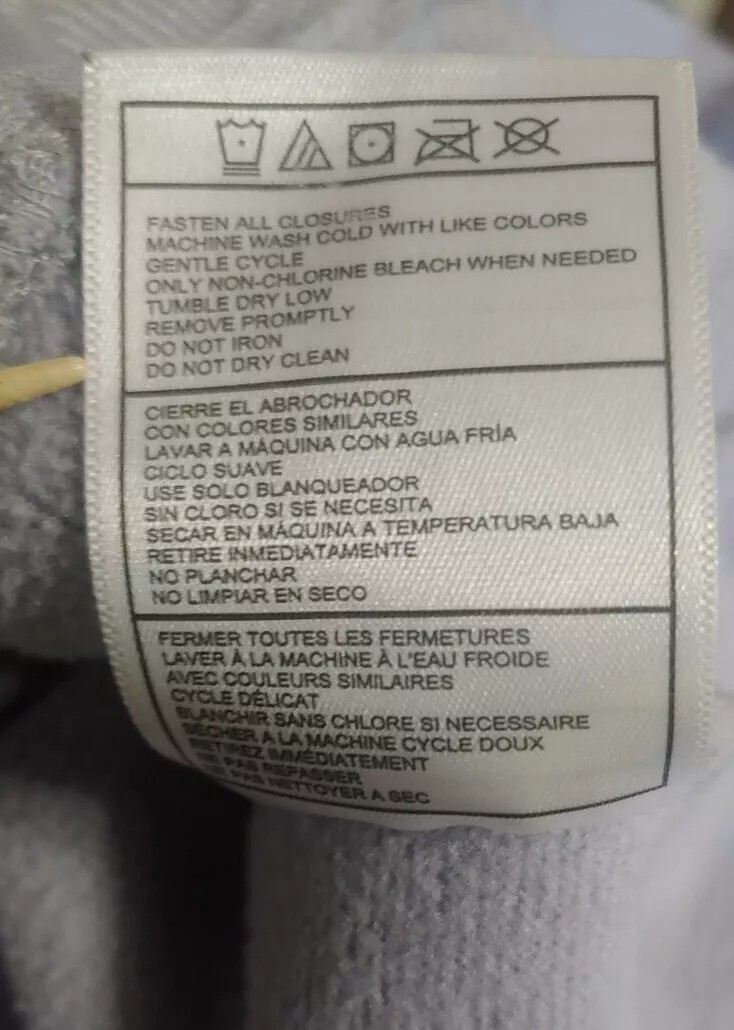 FASTEN ALL CLOSURES
MACHINE WASH COLD WITH LIKE COLORS
GENTLE CYCLE
ONLY NON-CHLORINE BLEACH WHEN NEEDED
TUMBLE DRY LOW
REMOVE PROMPTLY
DO NOT IRON
DO NOT DRY CLEAN
CIERRE EL ABROCHADOR
CON COLORES SIMILARES
LAVAR A MÁQUINA CON AGUA FRÍA
CICLO SUAVE
USE SOLO BLANQUEADOR
SIN CLORO SI SE NECESITA
SECAR EN MÁQUINA A TEMPERATURA BAJA
RETIRE INMEDIATAMENTE
NO PLANCHAR
NO LIMPIAR EN SECO
FERMER TOUTES LES FERMETURES
LAVER À LA MACHINE À L'EAU FROIDE
AVEC COULEURS SIMILAIRES
CYCLE DÉLICAT
BLANCHIR SANS CHLORE SI NECESSAIRE
SÉCHER A LA MACHINE CYCLE DOUX
RETIREZ IMMÉDIATEMENT
PAS REPASSER
PAS NETTOYER A SEC